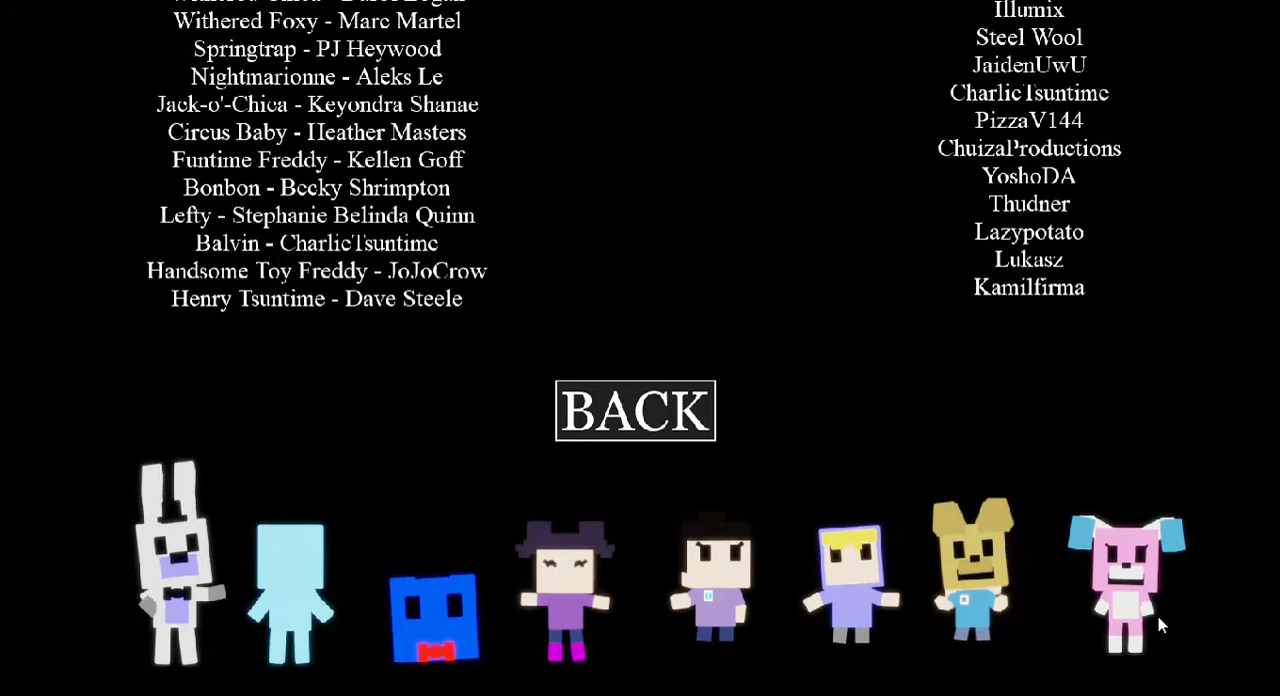 Withered Foxy - Marc Martel
Springtrap - PJ Heywood
Nightmarionne - Aleks Le
Jack-o'-Chica - Keyondra Shanae
Circus Baby - Heather Masters
Funtime Freddy - Kellen Goff
Bonbon - Becky Shrimpton
Lefty - Stephanie Belinda Quinn
Balvin - CharlieTsuntime
Handsome Toy Freddy - JoJoCrow
Henry Tsuntime - Dave Steele
Illumix
Steel Wool
JaidenUwU
CharlieTsuntime
PizzaV144
ChuizaProductions
YoshoDA
Thudner
Lazypotato
Lukasz
Kamilfirma
BACK